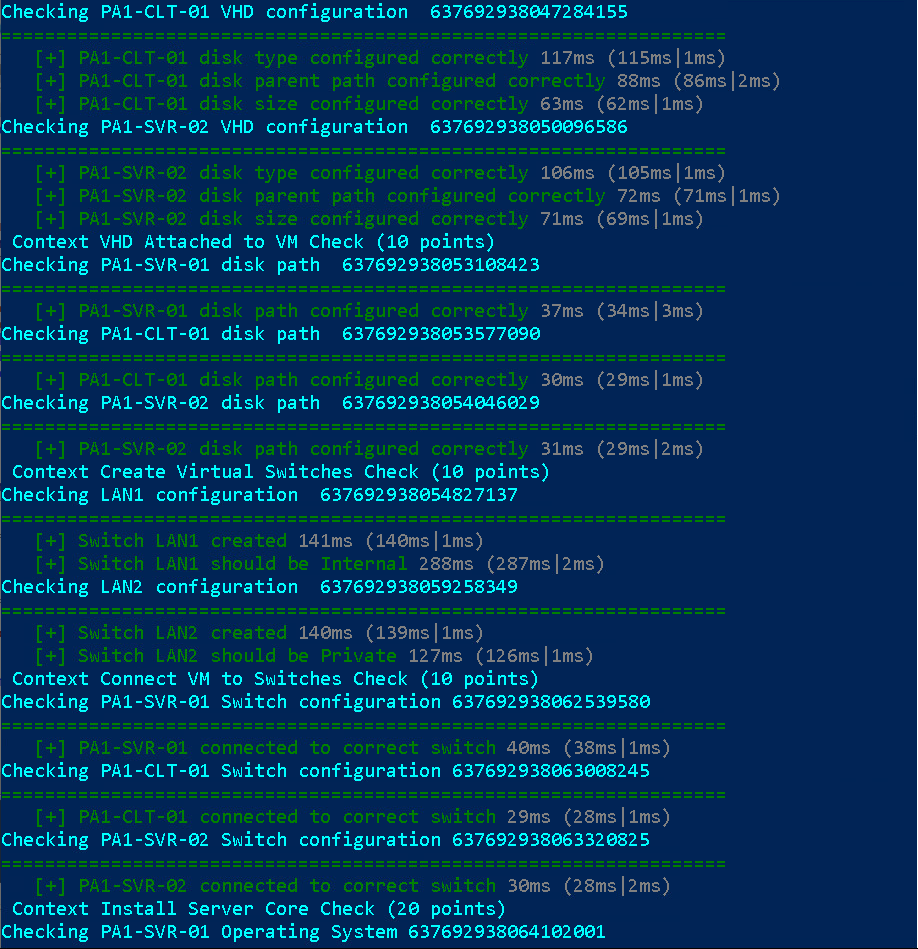 Checking PA1-CLT-01 VHD configuration  637692938047284155
==================================================================
[+] PA1-CLT-01 disk type configured correctly 117ms (115ms|1ms)
[+] PA1-CLT-01 disk parent path configured correctly 88ms (86ms|2ms)
[+] PA1-CLT-01 disk size configured correctly 63ms (62ms|1ms)
Checking PA1-SVR-02 VHD configuration  637692938050096586
==================================================================
[+] PA1-SVR-02 disk type configured correctly 106ms (105ms|1ms)
[+] PA1-SVR-02 disk parent path configured correctly 72ms (71ms|1ms)
[+] PA1-SVR-02 disk size configured correctly 71ms (69ms|1ms)
Context VHD Attached to VM Check (10 points)
Checking PA1-SVR-01 disk path  637692938053108423
==================================================================
[+] PA1-SVR-01 disk path configured correctly 37ms (34ms|3ms)
Checking PA1-CLT-01 disk path  637692938053577090
==================================================================
[+] PA1-CLT-01 disk path configured correctly 30ms (29ms|1ms)
Checking PA1-SVR-02 disk path  637692938054046029
==================================================================
[+] PA1-SVR-02 disk path configured correctly 31ms (29ms|2ms)
Context Create Virtual Switches Check (10 points)
Checking LAN1 configuration  637692938054827137
==================================================================
[+] Switch LAN1 created 141ms (140ms|1ms)
[+] Switch LAN1 should be Internal 288ms (287ms|2ms)
Checking LAN2 configuration  637692938059258349
==================================================================
[+] Switch LAN2 created 140ms (139ms|1ms)
[+] Switch LAN2 should be Private 127ms (126ms|1ms)
Context Connect VM to Switches Check (10 points)
Checking PA1-SVR-01 Switch configuration 637692938062539580
==================================================================
[+] PA1-SVR-01 connected to correct switch 40ms (38ms|1ms)
Checking PA1-CLT-01 Switch configuration 637692938063008245
==================================================================
[+] PA1-CLT-01 connected to correct switch 29ms (28ms|1ms)
Checking PA1-SVR-02 Switch configuration 637692938063320825
==================================================================
[+] PA1-SVR-02 connected to correct switch 30ms (28ms|2ms)
Context Install Server Core Check (20 points)
Checking PA1-SVR-01 Operating System 637692938064102001